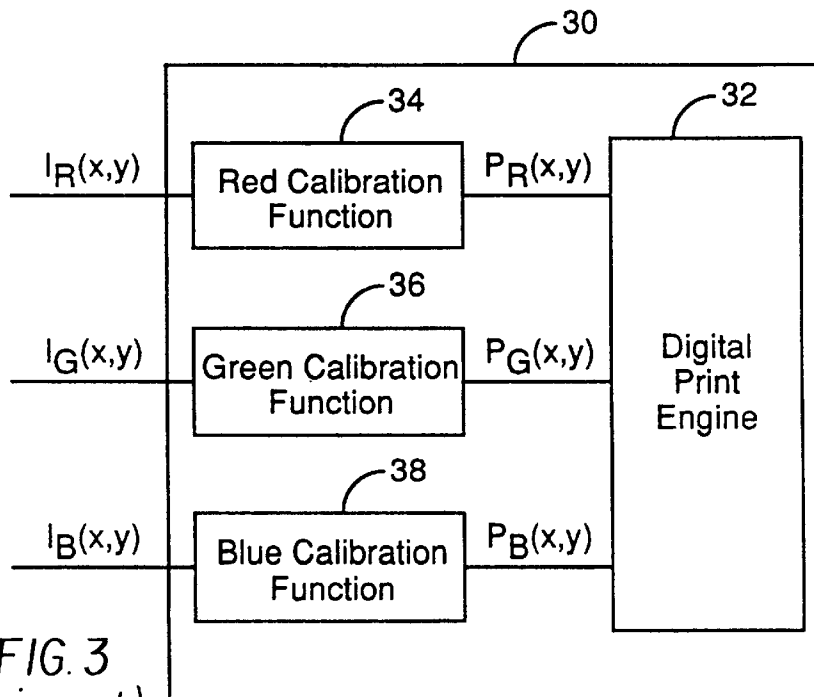 30
34
32
I_R(x,y)
Red Calibration
Function
P_R(x,y)
36
I_G(x,y)
Green Calibration
Function
P_G(x,y)
Digital
Print
Engine
38
I_B(x,y)
Blue Calibration
Function
P_B(x,y)
FIG. 3